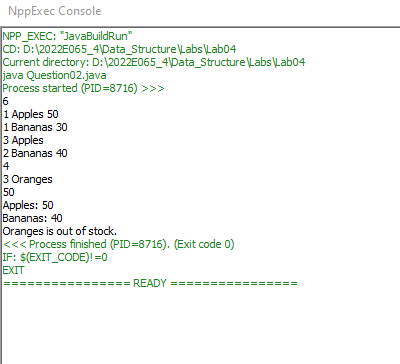 NppExec Console
NPP_EXEC: "JavaBuildRun"
CD: D:\2022E065_4\Data_Structure\Labs\Lab04
Current directory: D:\2022E065_4\Data_Structure\Labs\Lab04
java Question02.java
Process started (PID=8716) >>>
6
1 Apples 50
1 Bananas 30
3 Apples
2 Bananas 40
4
3 Oranges
50
Apples: 50
Bananas: 40
Oranges is out of stock.
<<< Process finished (PID=8716). (Exit code 0)
IF: $(EXIT_CODE)!=0
EXIT
================ READY ================